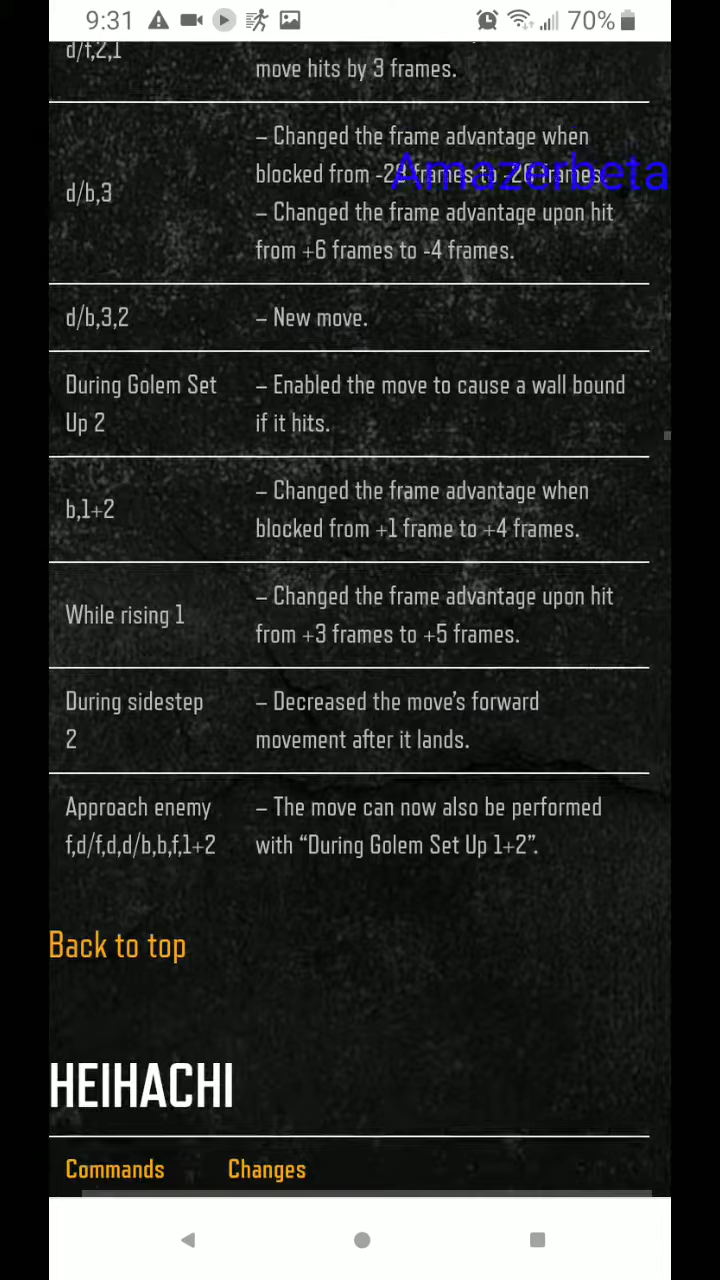 9:31
70%
d/f,2,1
move hits by 3 frames.
– Changed the frame advantage when
d/b,3
blocked from frames to frames.
Amazerbeta
– Changed the frame advantage upon hit
from +6 frames to -4 frames.
d/b,3,2
– New move.
During Golem Set
Up 2
– Enabled the move to cause a wall bound
if it hits.
b,1+2
– Changed the frame advantage when
blocked from +1 frame to +4 frames.
While rising 1
– Changed the frame advantage upon hit
from +3 frames to +5 frames.
During sidestep
2
– Decreased the move’s forward
movement after it lands.
Approach enemy
f,d/f,d,d/b,b,f,1+2
– The move can now also be performed
with “During Golem Set Up 1+2”.
Back to top
HEIHACHI
Commands
Changes